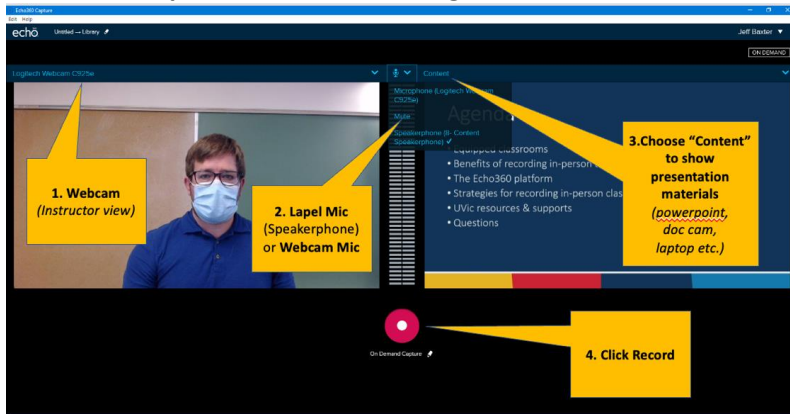 Echo360 Capture
Edit Help
echo Untitled → Library Jeff Baxter
ON DEMAND
Logitech Webcam C925e
Content
Microphone (Logitech Webcam
C925e)
Mute
Speakerphone (8- Content
Speakerphone) ✓
Agenda
• Equipped classrooms
• Benefits of recording in-person
• The Echo360 platform
• Strategies for recording in-person clas
• UVic resources & supports
• Questions
1. Webcam
(Instructor view)
2. Lapel Mic
(Speakerphone)
or Webcam Mic
3.Choose “Content”
to show
presentation
materials
(powerpoint,
doc cam,
laptop etc.)
On Demand Capture
4. Click Record